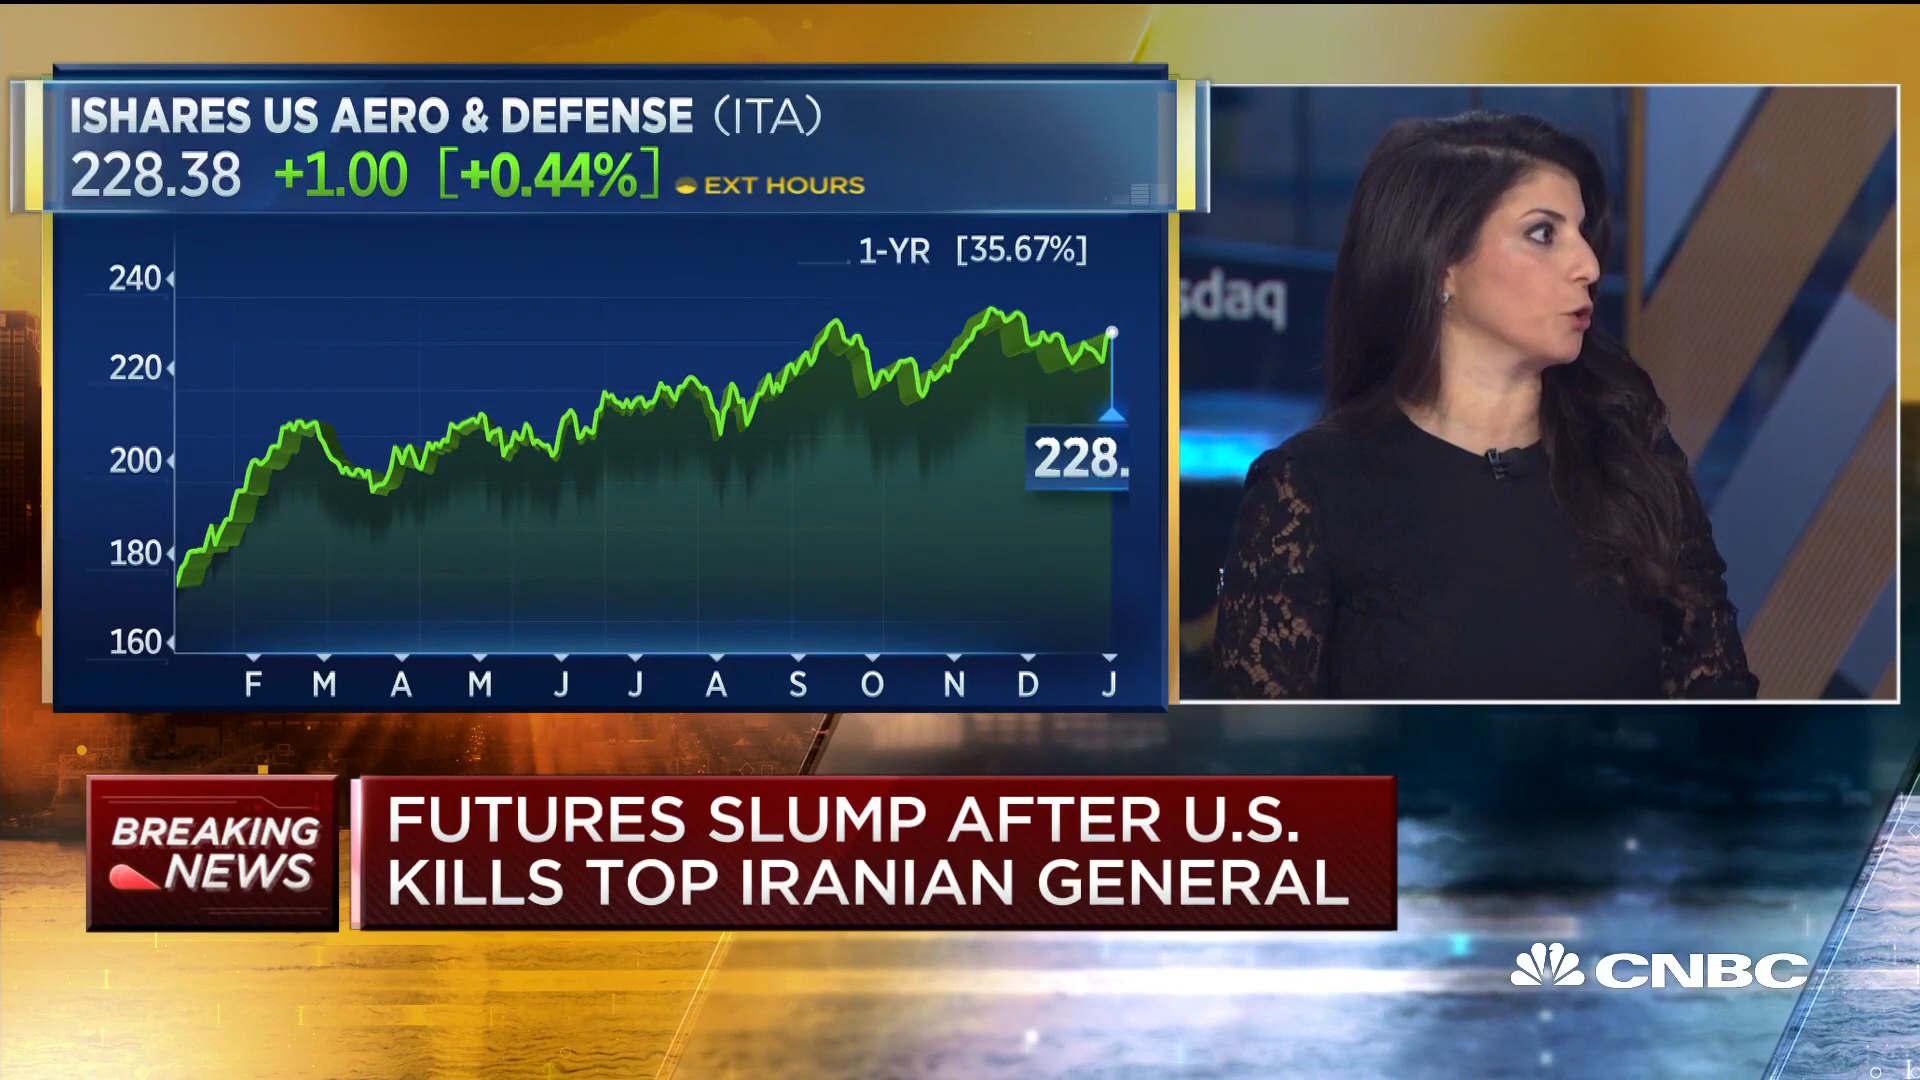 ISHARES US AERO & DEFENSE (ITA)
228.38 +1.00 [+0.44%] EXT HOURS
1-YR [35.67%]
240
220
200
180
160
228.
F M A M J J A S O N D J
sdaq
BREAKING
NEWS
FUTURES SLUMP AFTER U.S.
KILLS TOP IRANIAN GENERAL
CNBC